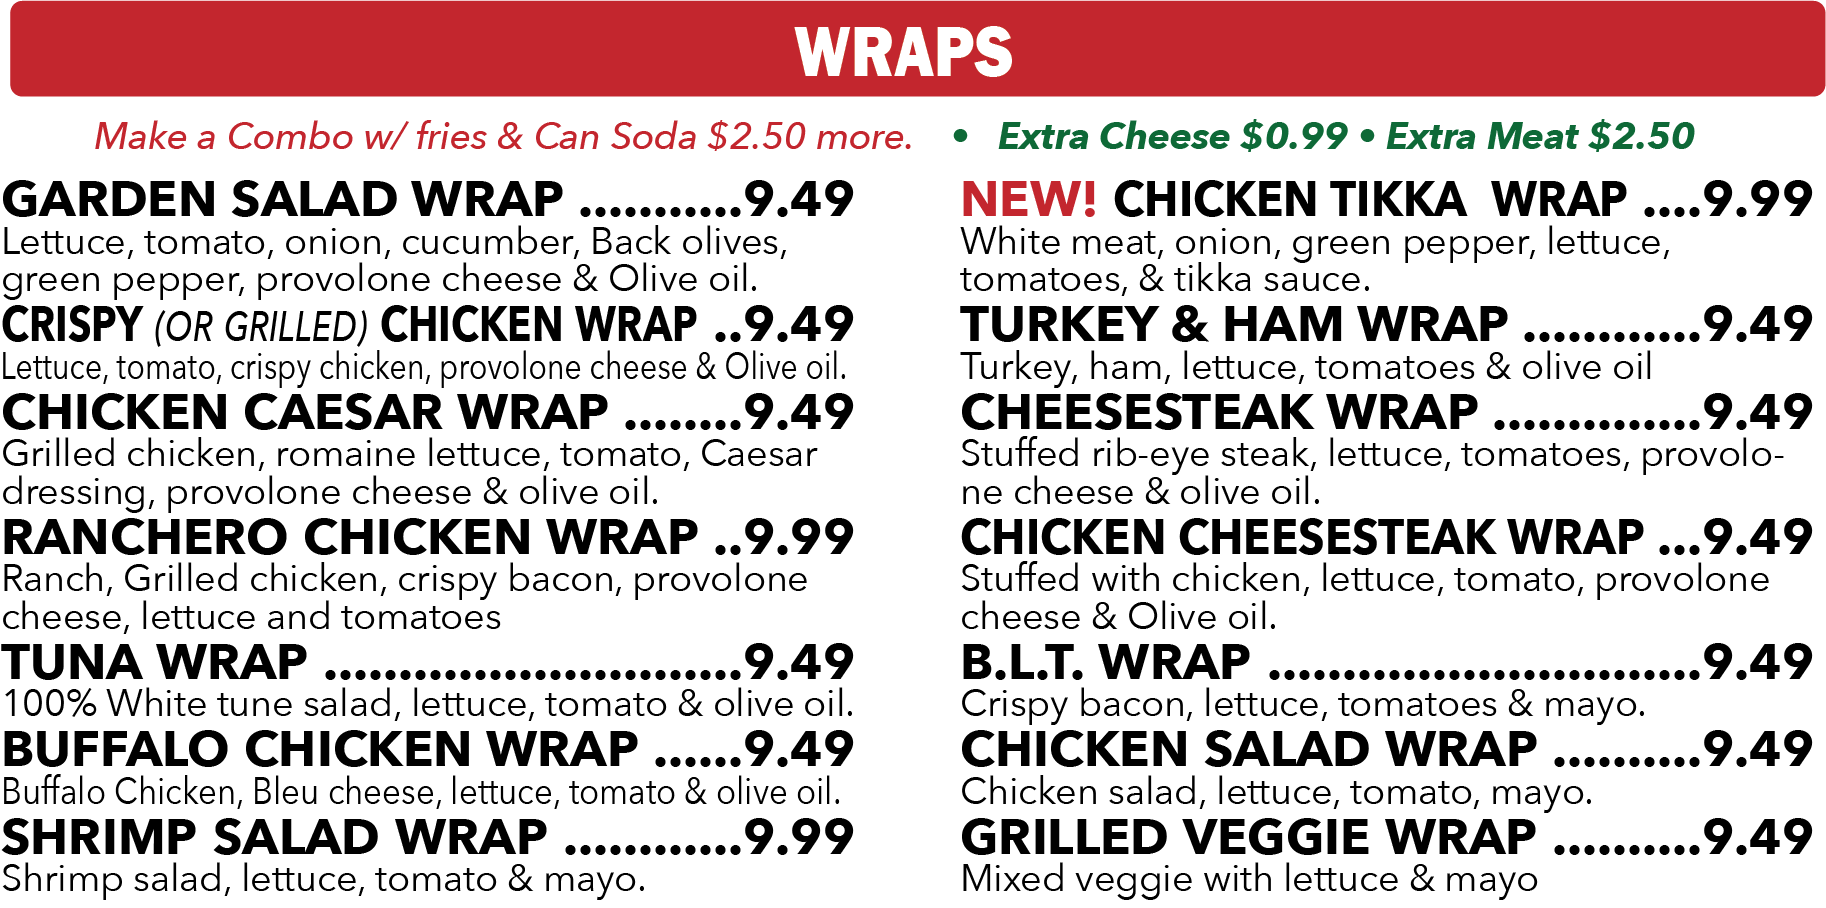 WRAPS
Make a Combo w/ fries & Can Soda $2.50 more. • Extra Cheese $0.99 • Extra Meat $2.50
GARDEN SALAD WRAP ...........9.49
Lettuce, tomato, onion, cucumber, Back olives,
green pepper, provolone cheese & Olive oil.
CRISPY (OR GRILLED) CHICKEN WRAP ..9.49
Lettuce, tomato, crispy chicken, provolone cheese & Olive oil.
CHICKEN CAESAR WRAP ........9.49
Grilled chicken, romaine lettuce, tomato, Caesar
dressing, provolone cheese & olive oil.
RANCHERO CHICKEN WRAP ..9.99
Ranch, Grilled chicken, crispy bacon, provolone
cheese, lettuce and tomatoes
TUNA WRAP ............................9.49
100% White tune salad, lettuce, tomato & olive oil.
BUFFALO CHICKEN WRAP ......9.49
Buffalo Chicken, Bleu cheese, lettuce, tomato & olive oil.
SHRIMP SALAD WRAP ............9.99
Shrimp salad, lettuce, tomato & mayo.
NEW! CHICKEN TIKKA WRAP ....9.99
White meat, onion, green pepper, lettuce,
tomatoes, & tikka sauce.
TURKEY & HAM WRAP ............9.49
Turkey, ham, lettuce, tomatoes & olive oil
CHEESESTEAK WRAP ..............9.49
Stuffed rib-eye steak, lettuce, tomatoes, provolo-
ne cheese & olive oil.
CHICKEN CHEESESTEAK WRAP ...9.49
Stuffed with chicken, lettuce, tomato, provolone
cheese & Olive oil.
B.L.T. WRAP .............................9.49
Crispy bacon, lettuce, tomatoes & mayo.
CHICKEN SALAD WRAP ..........9.49
Chicken salad, lettuce, tomato, mayo.
GRILLED VEGGIE WRAP ..........9.49
Mixed veggie with lettuce & mayo